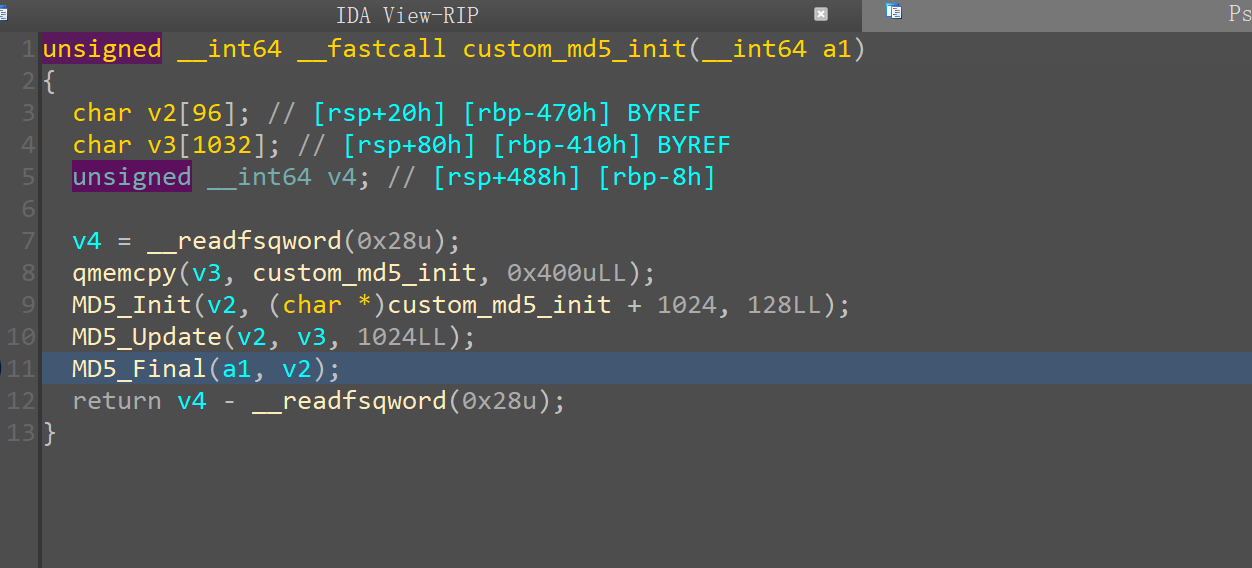 IDA View-RIP
Ps
1 unsigned __int64 __fastcall custom_md5_init(__int64 a1)
2 {
3   char v2[96]; // [rsp+20h] [rbp-470h] BYREF
4   char v3[1032]; // [rsp+80h] [rbp-410h] BYREF
5   unsigned __int64 v4; // [rsp+488h] [rbp-8h]
6
7   v4 = __readfsqword(0x28u);
8   qmemcpy(v3, custom_md5_init, 0x400uLL);
9   MD5_Init(v2, (char *)custom_md5_init + 1024, 128LL);
10   MD5_Update(v2, v3, 1024LL);
11   MD5_Final(a1, v2);
12   return v4 - __readfsqword(0x28u);
13 }